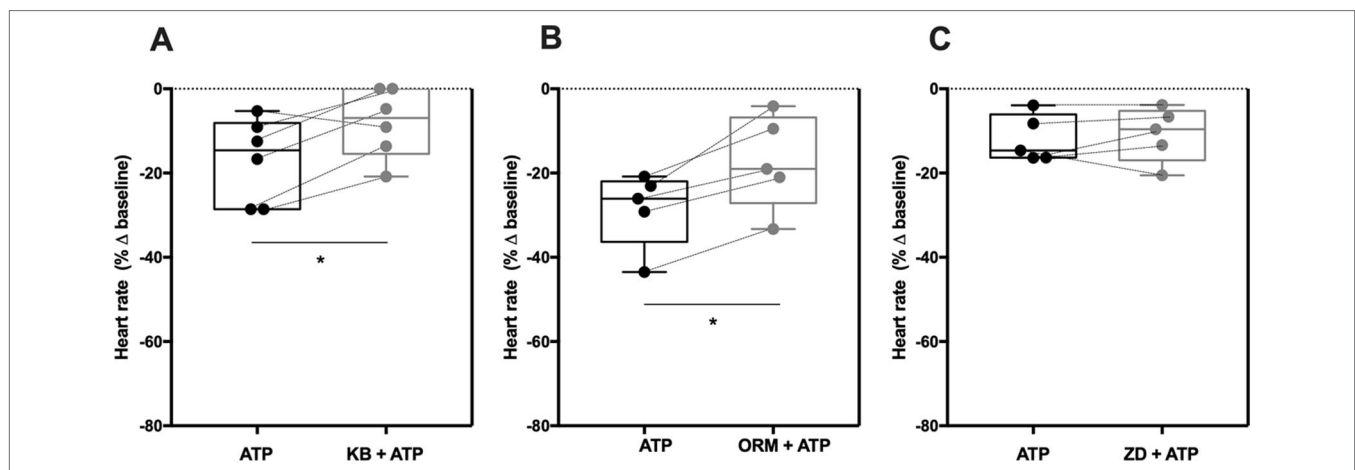 A
Heart rate (% Δ baseline)
0
-20
-40
-60
-80
*
ATP
KB + ATP
B
Heart rate (% Δ baseline)
0
-20
-40
-60
-80
*
ATP
ORM + ATP
C
Heart rate (% Δ baseline)
0
-20
-40
-60
-80
ATP
ZD + ATP